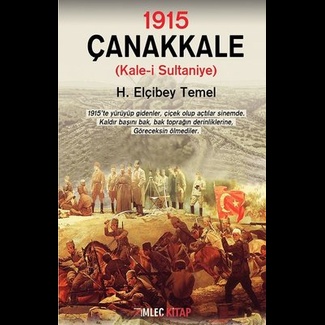 1915
ÇANAKKALE
(Kale-i Sultaniye)
H. Elçibey Temel
1915'te yürüyüp gidenler, çiçek olup açtılar sinemde.
Kaldır başını bak, bak toprağın derinliklerine,
Göreceksin ölmediler.
İMLEÇ KİTAP